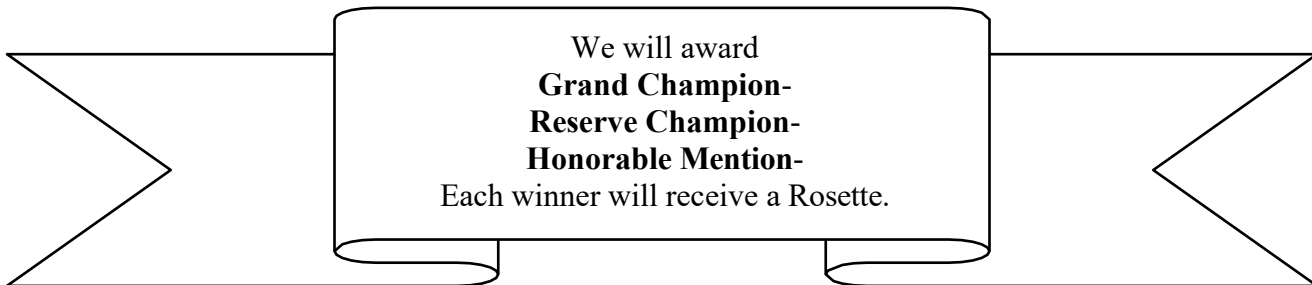 We will award
Grand Champion-
Reserve Champion-
Honorable Mention-
Each winner will receive a Rosette.